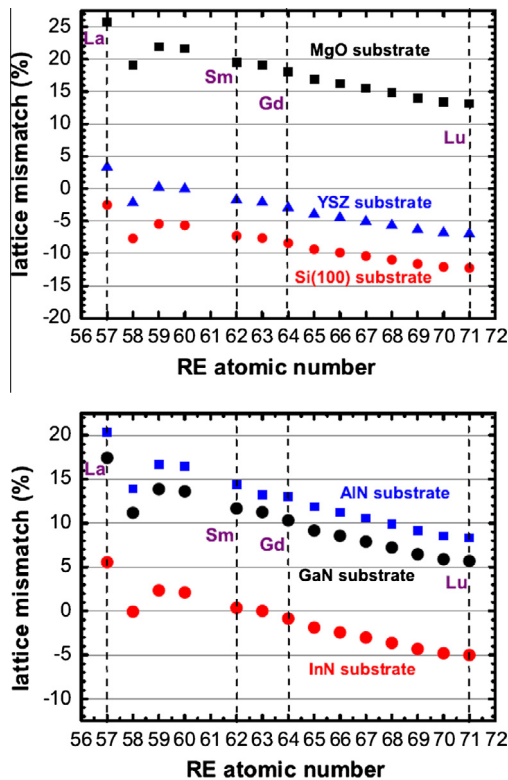 lattice mismatch (%)
25
20
15
10
5
0
-5
-10
-15
-20
La
Sm
Gd
Lu
MgO substrate
YSZ substrate
Si(100) substrate
56 57 58 59 60 61 62 63 64 65 66 67 68 69 70 71 72
RE atomic number
lattice mismatch (%)
20
15
10
5
0
-5
-10
La
Sm
Gd
Lu
AlN substrate
GaN substrate
InN substrate
56 57 58 59 60 61 62 63 64 65 66 67 68 69 70 71 72
RE atomic number